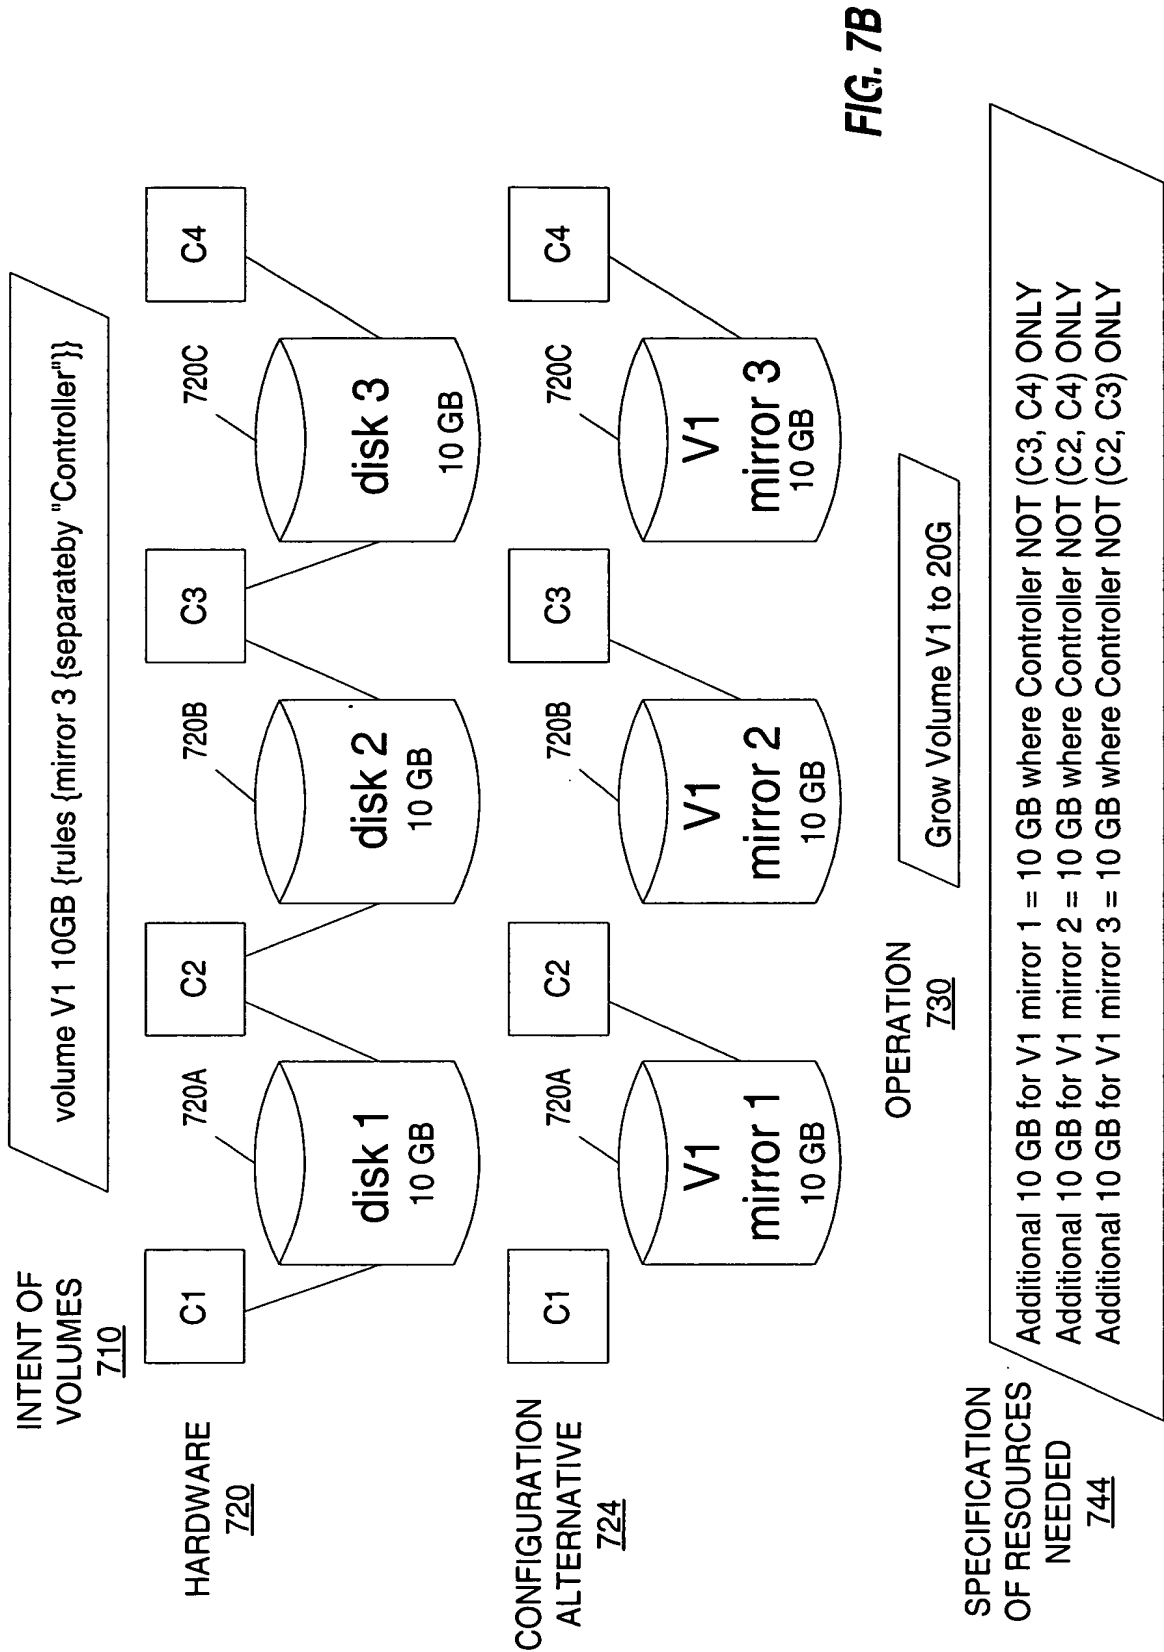 INTENT OF
VOLUMES
710
volume V1 10GB {rules {mirror 3 {separateby "Controller"}}
HARDWARE
720
C1
720A
disk 1
10 GB
C2
720B
disk 2
10 GB
C3
720C
disk 3
10 GB
C4
CONFIGURATION
ALTERNATIVE
724
C1
720A
V1
mirror 1
10 GB
C2
720B
V1
mirror 2
10 GB
C3
720C
V1
mirror 3
10 GB
C4
OPERATION
730
Grow Volume V1 to 20G
SPECIFICATION
OF RESOURCES
NEEDED
744
Additional 10 GB for V1 mirror 1 = 10 GB where Controller NOT (C3, C4) ONLY
Additional 10 GB for V1 mirror 2 = 10 GB where Controller NOT (C2, C4) ONLY
Additional 10 GB for V1 mirror 3 = 10 GB where Controller NOT (C2, C3) ONLY
FIG. 7B